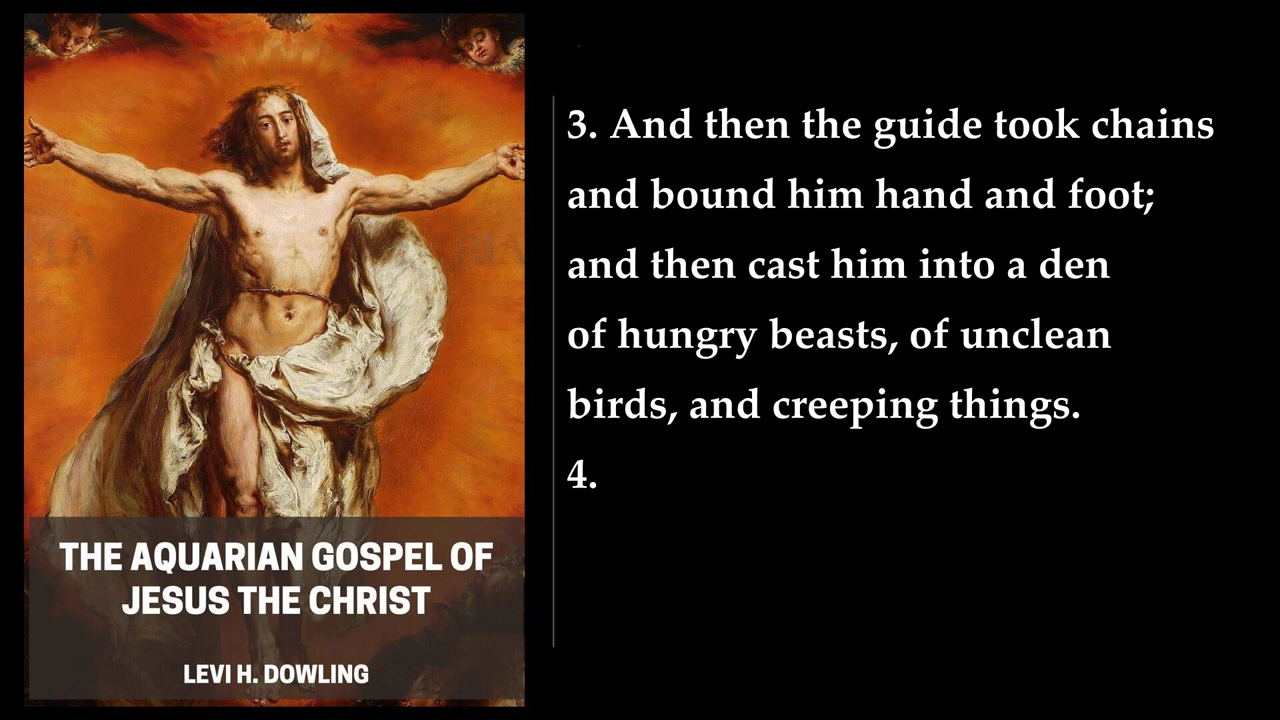 3. And then the guide took chains
and bound him hand and foot;
and then cast him into a den
of hungry beasts, of unclean
birds, and creeping things.
4.
THE AQUARIAN GOSPEL OF
JESUS THE CHRIST
LEVI H. DOWLING